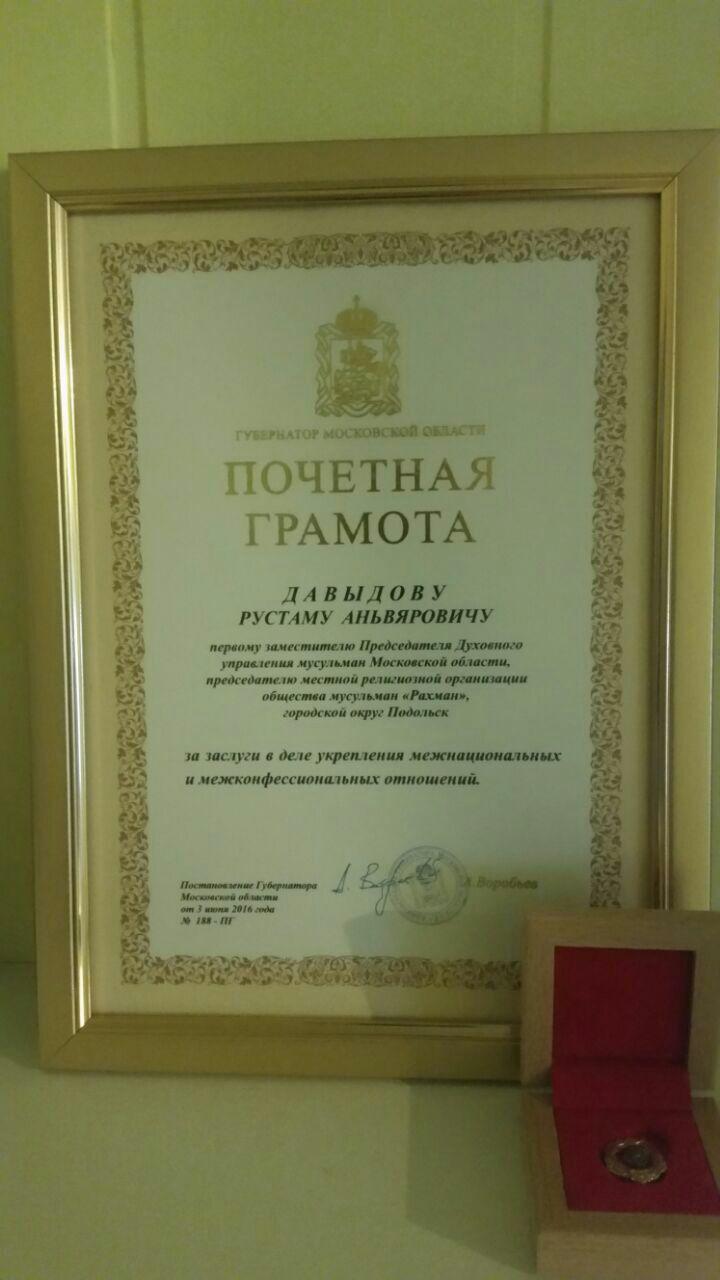 ГУБЕРНАТОР МОСКОВСКОЙ ОБЛАСТИ
ПОЧЕТНАЯ
ГРАМОТА
ДАВЫДОВУ
РУСТАМУ АНЬВЯРОВИЧУ
первому заместителю Председателя Духовного
управления мусульман Московской области,
председателю местной религиозной организации
общества мусульман «Рахман»,
городской округ Подольск
за заслуги в деле укрепления межнациональных
и межконфессиональных отношений.
Постановление Губернатора
Московской области
от 3 июня 2016 года
№ 188 - ПГ
А.Воробьев